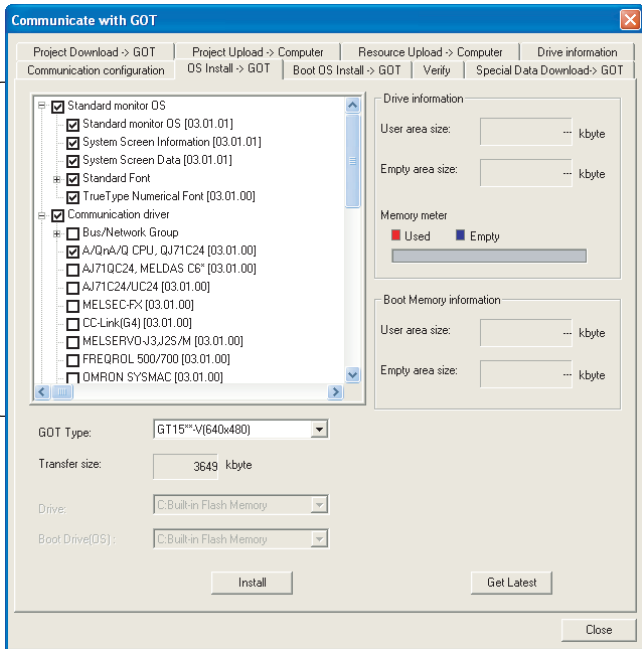 Communicate with GOT
Project Download -> GOT
Project Upload -> Computer
Resource Upload -> Computer
Drive information
Communication configuration
OS Install -> GOT
Boot OS Install -> GOT
Verify
Special Data Download-> GOT
Standard monitor OS
Standard monitor OS [03.01.01]
System Screen Information [03.01.01]
System Screen Data [03.01.01]
Standard Font
TrueType Numerical Font [03.01.00]
Communication driver
Bus/Network Group
A/QnA/Q CPU, QJ71C24 [03.01.00]
AJ71QC24, MELDAS C6* [03.01.00]
AJ71C24/UC24 [03.01.00]
MELSEC-FX [03.01.00]
CC-Link(G4) [03.01.00]
MELSERVO-J3,J2S/M [03.01.00]
FREQROL 500/700 [03.01.00]
OMRON SYSMAC [03.01.00]
Drive information
User area size: --- kbyte
Empty area size: --- kbyte
Memory meter
Used Empty
Boot Memory information
User area size: --- kbyte
Empty area size: --- kbyte
GOT Type: GT15**-V(640x480)
Transfer size: 3649 kbyte
Drive: C:Built-in Flash Memory
Boot Drive(OS) : C:Built-in Flash Memory
Install
Get Latest
Close